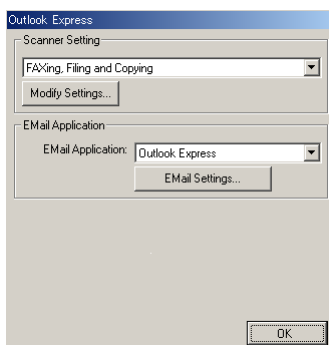 Outlook Express
Scanner Setting
FAXing, Filing and Copying
Modify Settings...
EMail Application
EMail Application: Outlook Express
EMail Settings...
OK